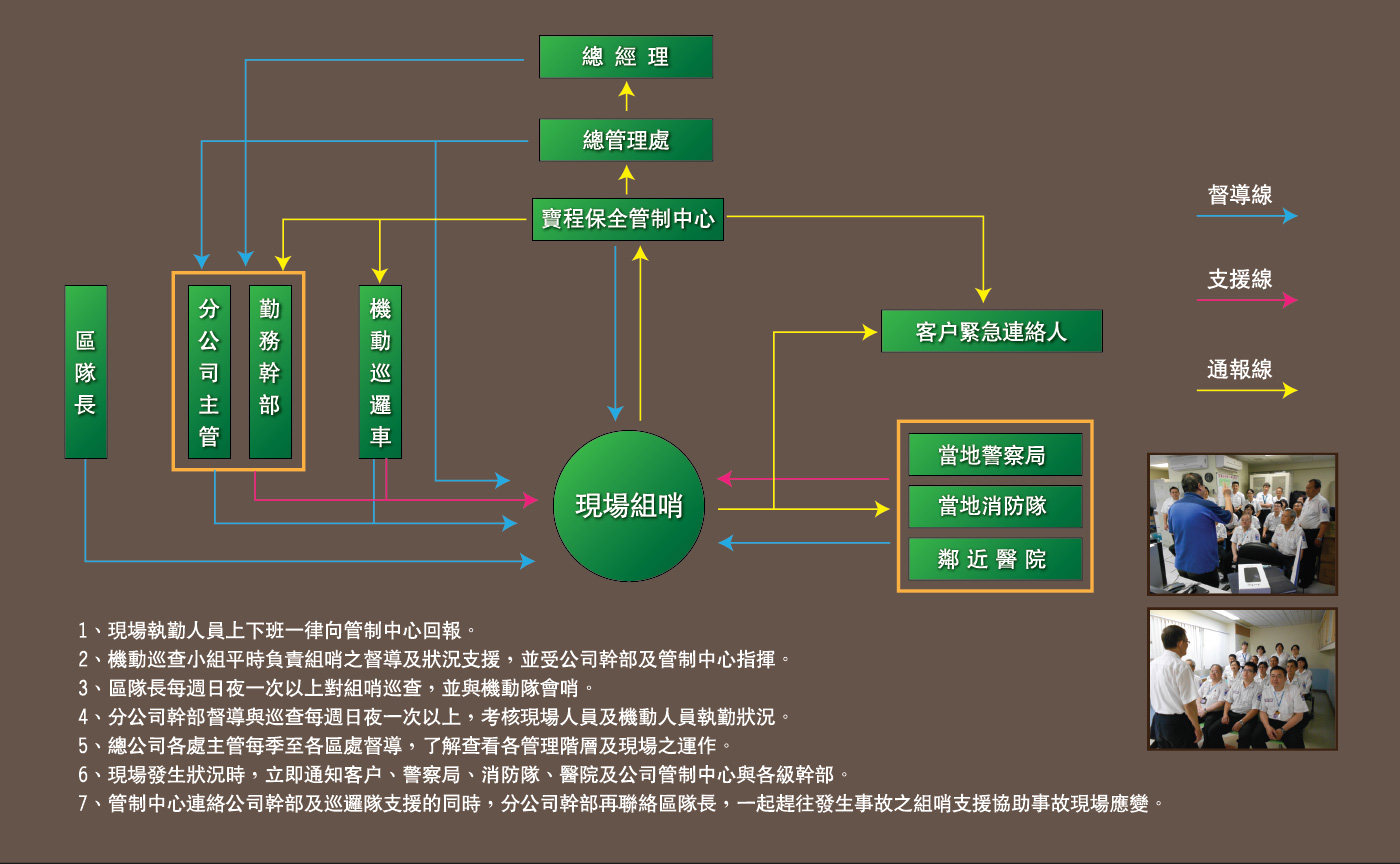 總經理
總管理處
寶程保全管制中心
督導線
支援線
通報線
區隊長
分公司主管
勤務幹部
機動巡邏車
客户緊急連絡人
現場組哨
當地警察局
當地消防隊
鄰近醫院
1、現場執勤人員上下班一律向管制中心回報。
2、機動巡查小組平時負責組哨之督導及狀況支援，並受公司幹部及管制中心指揮。
3、區隊長每週日夜一次以上對組哨巡查，並與機動隊會哨。
4、分公司幹部督導與巡查每週日夜一次以上，考核現場人員及機動人員執勤狀況。
5、總公司各處主管每季至各區處督導，了解查看各管理階層及現場之運作。
6、現場發生狀況時，立即通知客户、警察局、消防隊、醫院及公司管制中心與各級幹部。
7、管制中心連絡公司幹部及巡邏隊支援的同時，分公司幹部再聯絡區隊長，一起趕往發生事故之組哨支援協助事故現場應變。